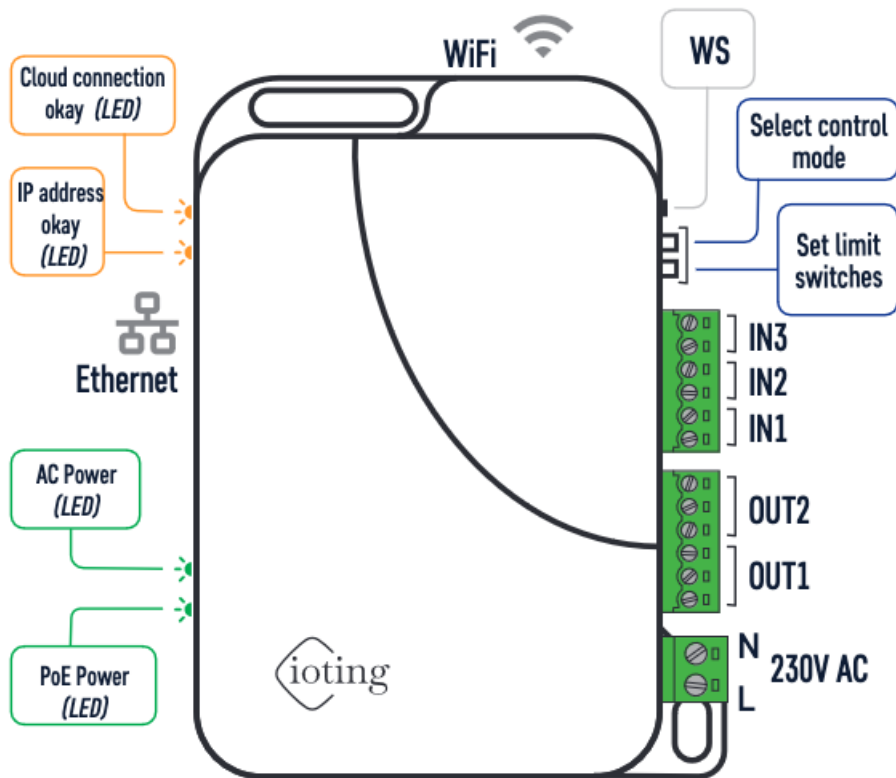 WiFi
WS
Cloud connection
okay (LED)
Select control
mode
IP address
okay
(LED)
Set limit
switches
Ethernet
IN3
IN2
IN1
AC Power
(LED)
OUT2
OUT1
PoE Power
(LED)
ioting
N
L
230V AC